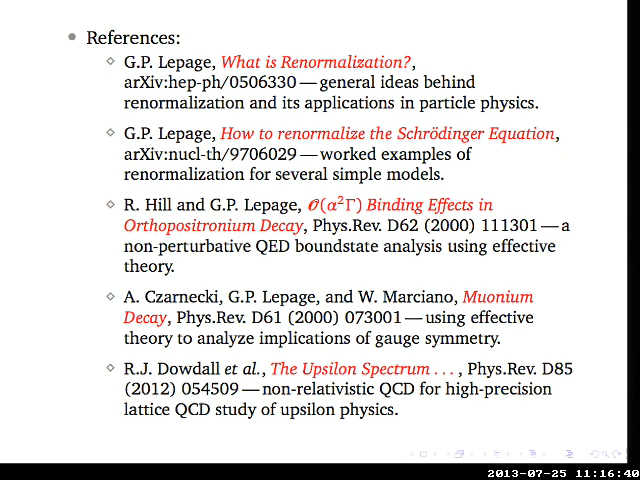 References:
G.P. Lepage, What is Renormalization?,
arXiv:hep-ph/0506330 — general ideas behind
renormalization and its applications in particle physics.
G.P. Lepage, How to renormalize the Schrödinger Equation,
arXiv:nucl-th/9706029 — worked examples of
renormalization for several simple models.
R. Hill and G.P. Lepage, 𝒪(α²Γ) Binding Effects in
Orthopositronium Decay, Phys.Rev. D62 (2000) 111301 — a
non-perturbative QED boundstate analysis using effective
theory.
A. Czarnecki, G.P. Lepage, and W. Marciano, Muonium
Decay, Phys.Rev. D61 (2000) 073001 — using effective
theory to analyze implications of gauge symmetry.
R.J. Dowdall et al., The Upsilon Spectrum . . . , Phys.Rev. D85
(2012) 054509 — non-relativistic QCD for high-precision
lattice QCD study of upsilon physics.
2013-07-25 11:16:40